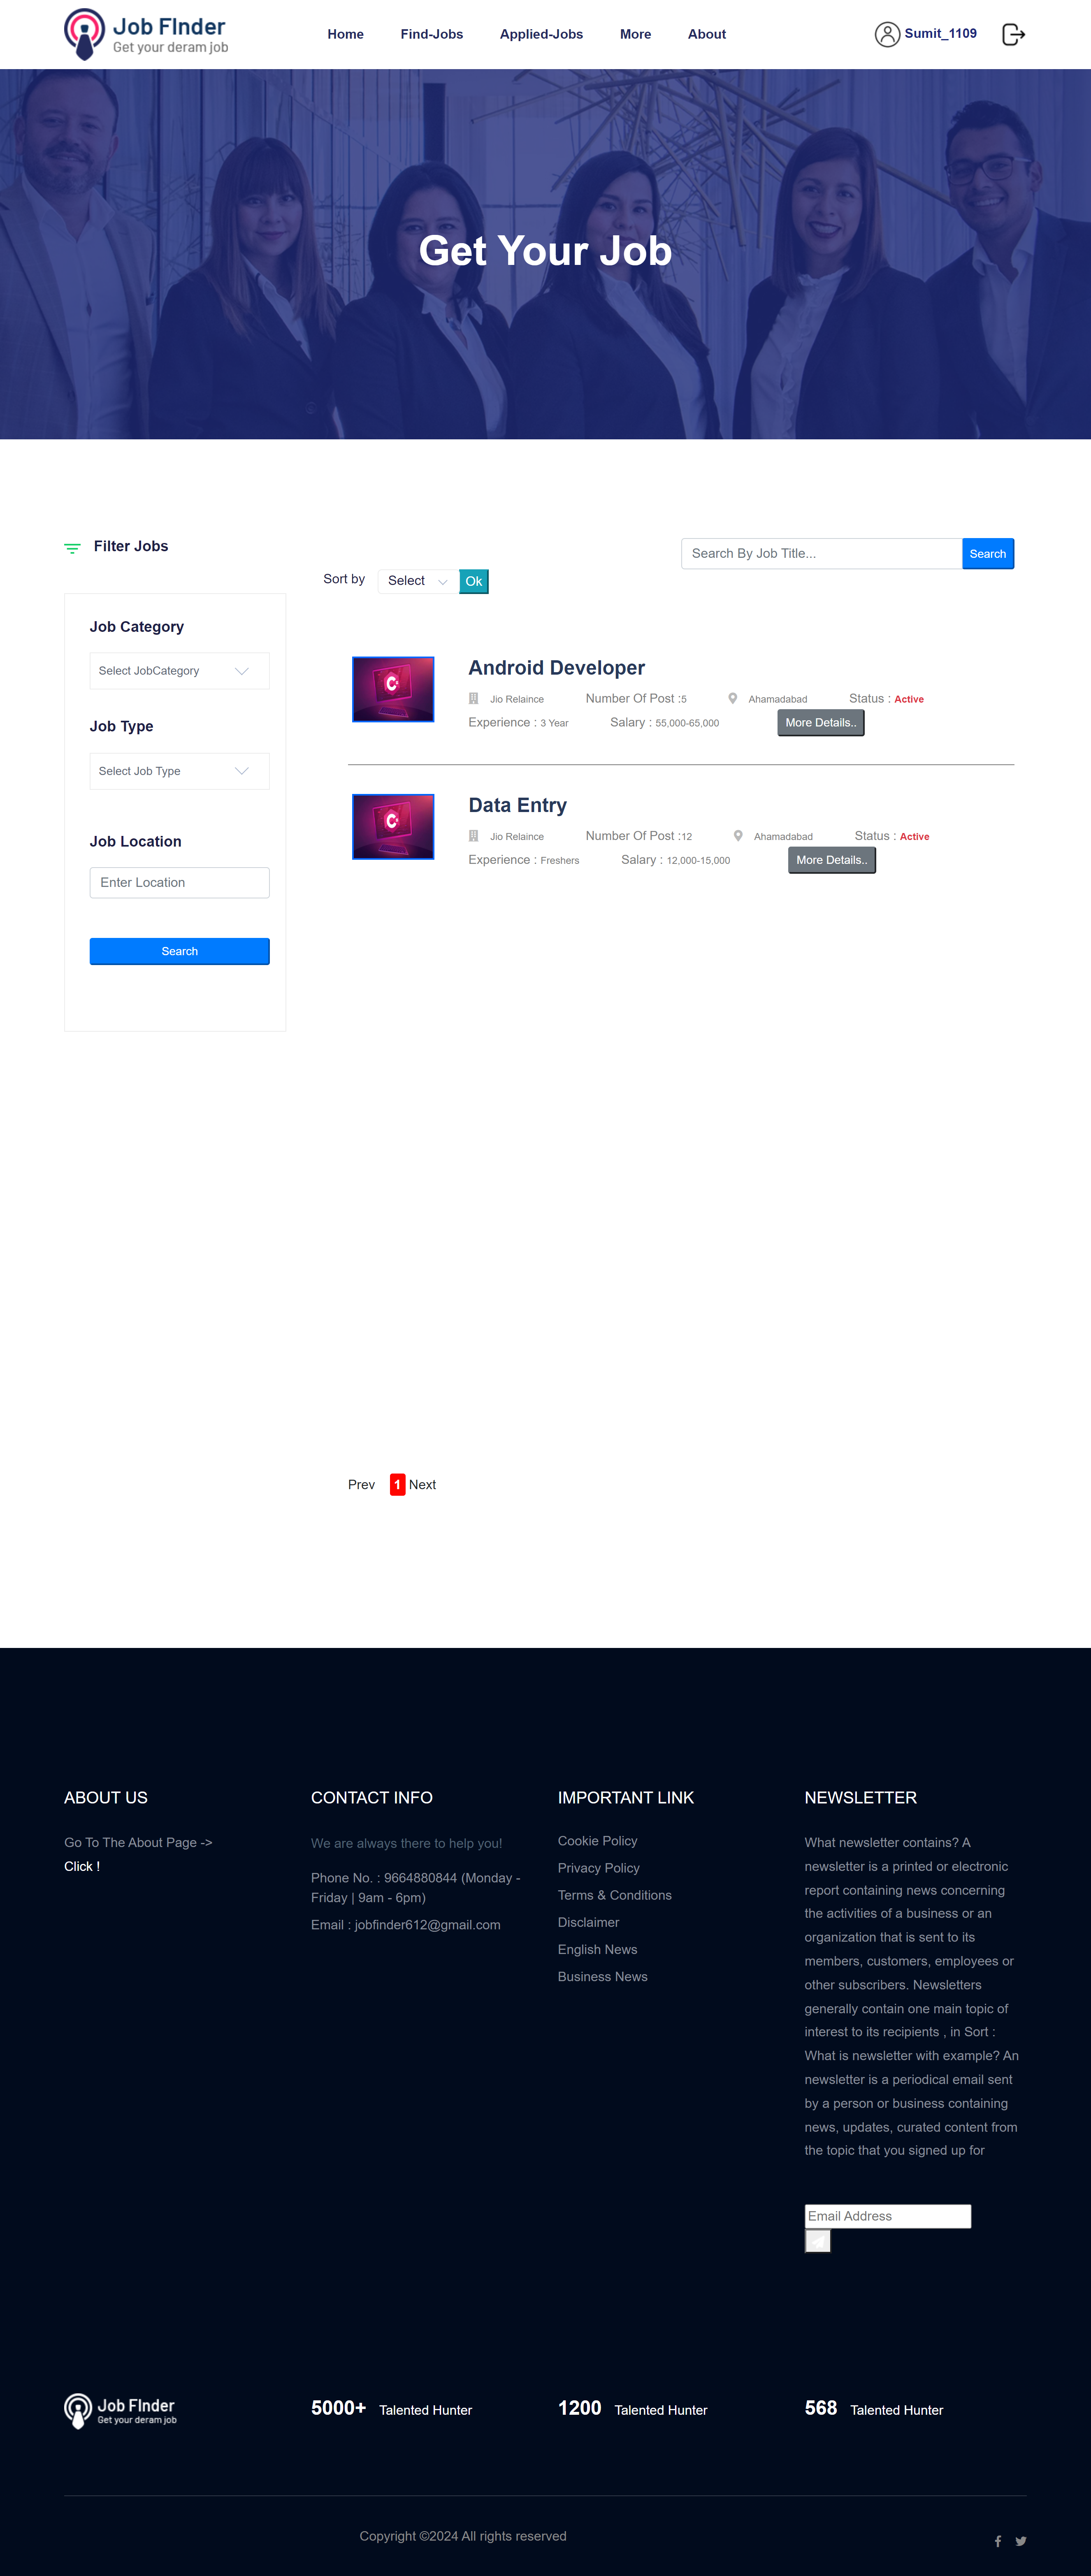 Job FInder
Get your deram job
Home Find-Jobs Applied-Jobs More About
Sumit_1109
Get Your Job
Filter Jobs
Search By Job Title... Search
Sort by Select Ok
Job Category
Select JobCategory
Job Type
Select Job Type
Job Location
Enter Location
Search
Android Developer
Jio Relaince Number Of Post :5 Ahamadabad Status : Active
Experience : 3 Year Salary : 55,000-65,000 More Details..
Data Entry
Jio Relaince Number Of Post :12 Ahamadabad Status : Active
Experience : Freshers Salary : 12,000-15,000 More Details..
Prev 1 Next
ABOUT US
Go To The About Page ->
Click !
CONTACT INFO
We are always there to help you!
Phone No. : 9664880844 (Monday -
Friday | 9am - 6pm)
Email : jobfinder612@gmail.com
IMPORTANT LINK
Cookie Policy
Privacy Policy
Terms & Conditions
Disclaimer
English News
Business News
NEWSLETTER
What newsletter contains? A
newsletter is a printed or electronic
report containing news concerning
the activities of a business or an
organization that is sent to its
members, customers, employees or
other subscribers. Newsletters
generally contain one main topic of
interest to its recipients , in Sort :
What is newsletter with example? An
newsletter is a periodical email sent
by a person or business containing
news, updates, curated content from
the topic that you signed up for
Email Address
Job FInder
Get your deram job
5000+ Talented Hunter
1200 Talented Hunter
568 Talented Hunter
Copyright ©2024 All rights reserved